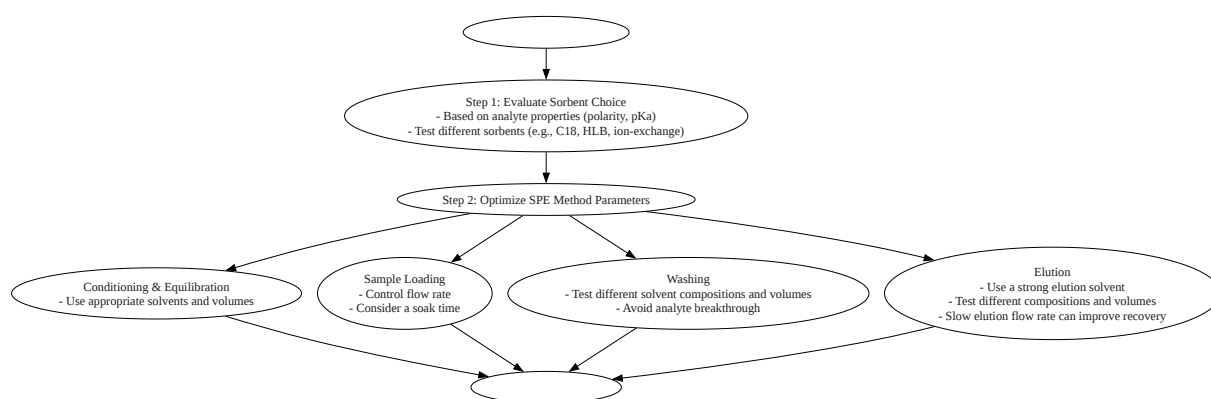 Step 1: Evaluate Sorbent Choice
- Based on analyte properties (polarity, pKa)
- Test different sorbents (e.g., C18, HLB, ion-exchange)
Step 2: Optimize SPE Method Parameters
Conditioning & Equilibration
- Use appropriate solvents and volumes
Sample Loading
- Control flow rate
- Consider a soak time
Washing
- Test different solvent compositions and volumes
- Avoid analyte breakthrough
Elution
- Use a strong elution solvent
- Test different compositions and volumes
- Slow elution flow rate can improve recovery